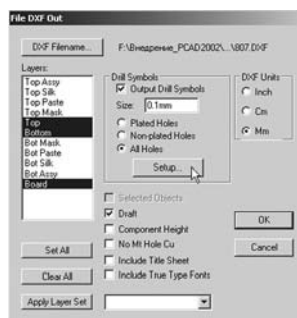 File DXF Out
DXF Filename... F:\Внедрение_PCAD2002\...\807.DXF
Layers:
Top Assy
Top Silk
Top Paste
Top Mask
Top
Bottom
Bot Mask
Bot Paste
Bot Silk
Bot Assy
Board
Drill Symbols
Output Drill Symbols
Size: 0.1mm
Plated Holes
Non-plated Holes
All Holes
Setup...
DXF Units
Inch
Cm
Mm
Selected Objects
Draft
Component Height
No Mt Hole Cu
Include Title Sheet
Include True Type Fonts
OK
Cancel
Set All
Clear All
Apply Layer Set